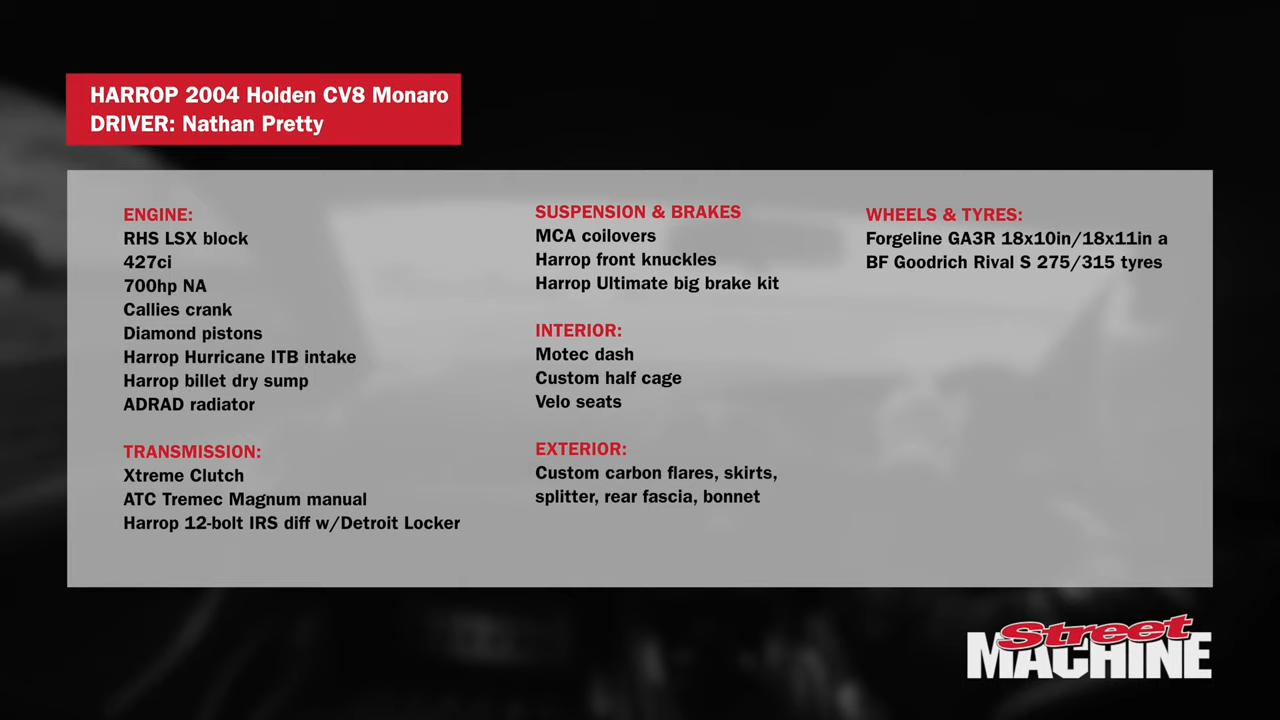 HARROP 2004 Holden CV8 Monaro
DRIVER: Nathan Pretty
ENGINE:
RHS LSX block
427ci
700hp NA
Callies crank
Diamond pistons
Harrop Hurricane ITB intake
Harrop billet dry sump
ADRAD radiator
TRANSMISSION:
Xtreme Clutch
ATC Tremec Magnum manual
Harrop 12-bolt IRS diff w/Detroit Locker
SUSPENSION & BRAKES
MCA coilovers
Harrop front knuckles
Harrop Ultimate big brake kit
INTERIOR:
Motec dash
Custom half cage
Velo seats
EXTERIOR:
Custom carbon flares, skirts,
splitter, rear fascia, bonnet
WHEELS & TYRES:
Forgeline GA3R 18x10in/18x11in a
BF Goodrich Rival S 275/315 tyres
Street
MACHINE